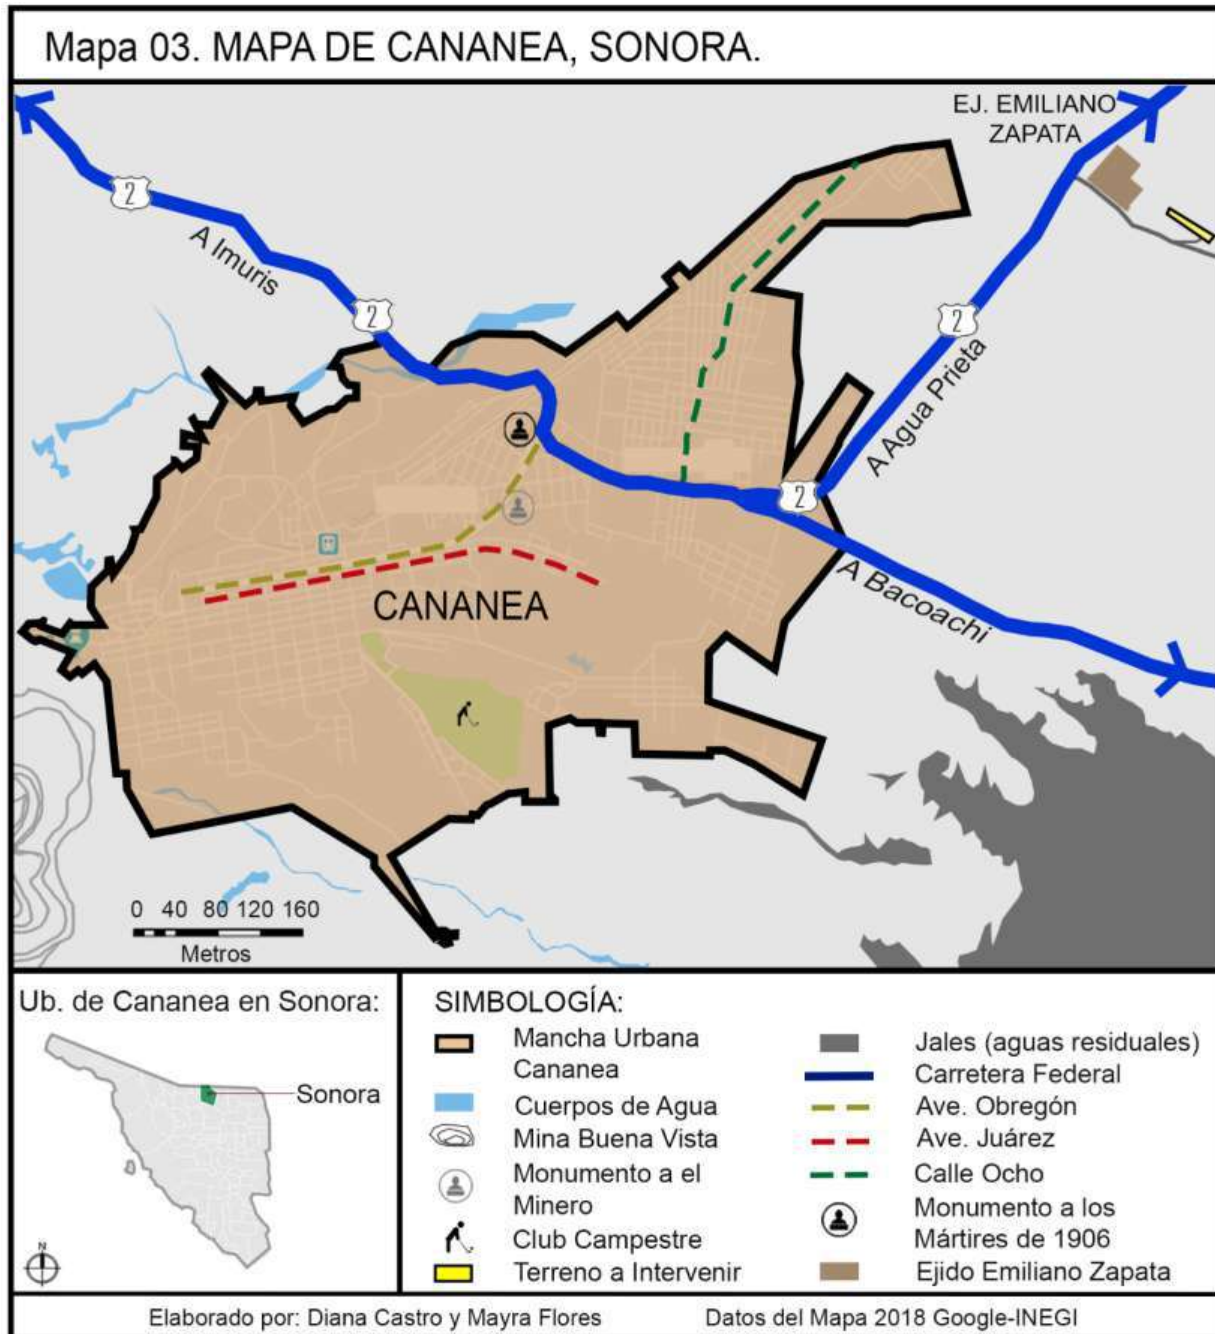 Mapa 03. MAPA DE CANANEA, SONORA.
EJ. EMILIANO
ZAPATA
2
A Imuris
2
2
A Agua Prieta
2
A Bacoachi
CANANEA
0 40 80 120 160
Metros
Ub. de Cananea en Sonora:
Sonora
N
SIMBOLOGÍA:
Mancha Urbana
Cananea
Cuerpos de Agua
Mina Buena Vista
Monumento a el
Minero
Club Campestre
Terreno a Intervenir
Jales (aguas residuales)
Carretera Federal
Ave. Obregón
Ave. Juárez
Calle Ocho
Monumento a los
Mártires de 1906
Ejido Emiliano Zapata
Elaborado por: Diana Castro y Mayra Flores
Datos del Mapa 2018 Google-INEGI